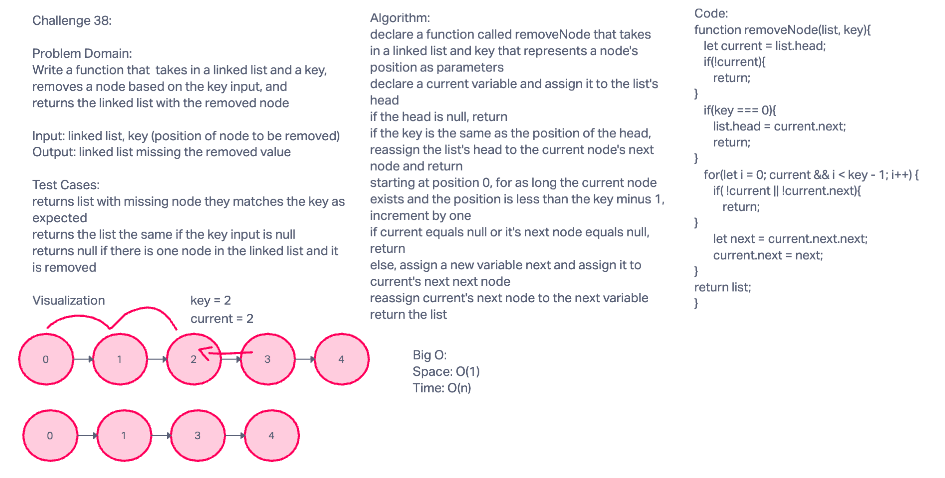 Challenge 38:
Problem Domain:
Write a function that takes in a linked list and a key,
removes a node based on the key input, and
returns the linked list with the removed node
Input: linked list, key (position of node to be removed)
Output: linked list missing the removed value
Test Cases:
returns list with missing node they matches the key as
expected
returns the list the same if the key input is null
returns null if there is one node in the linked list and it
is removed
Visualization
key = 2
current = 2
0
1
2
3
4
0
1
3
4
Algorithm:
declare a function called removeNode that takes
in a linked list and key that represents a node's
position as parameters
declare a current variable and assign it to the list's
head
if the head is null, return
if the key is the same as the position of the head,
reassign the list's head to the current node's next
node and return
starting at position 0, for as long the current node
exists and the position is less than the key minus 1,
increment by one
if current equals null or it's next node equals null,
return
else, assign a new variable next and assign it to
current's next next node
reassign current's next node to the next variable
return the list
Big O:
Space: O(1)
Time: O(n)
Code:
function removeNode(list, key){
let current = list.head;
if(!current){
return;
}
if(key === 0){
list.head = current.next;
return;
}
for(let i = 0; current && i < key - 1; i++) {
if( !current || !current.next){
return;
}
let next = current.next.next;
current.next = next;
}
return list;
}